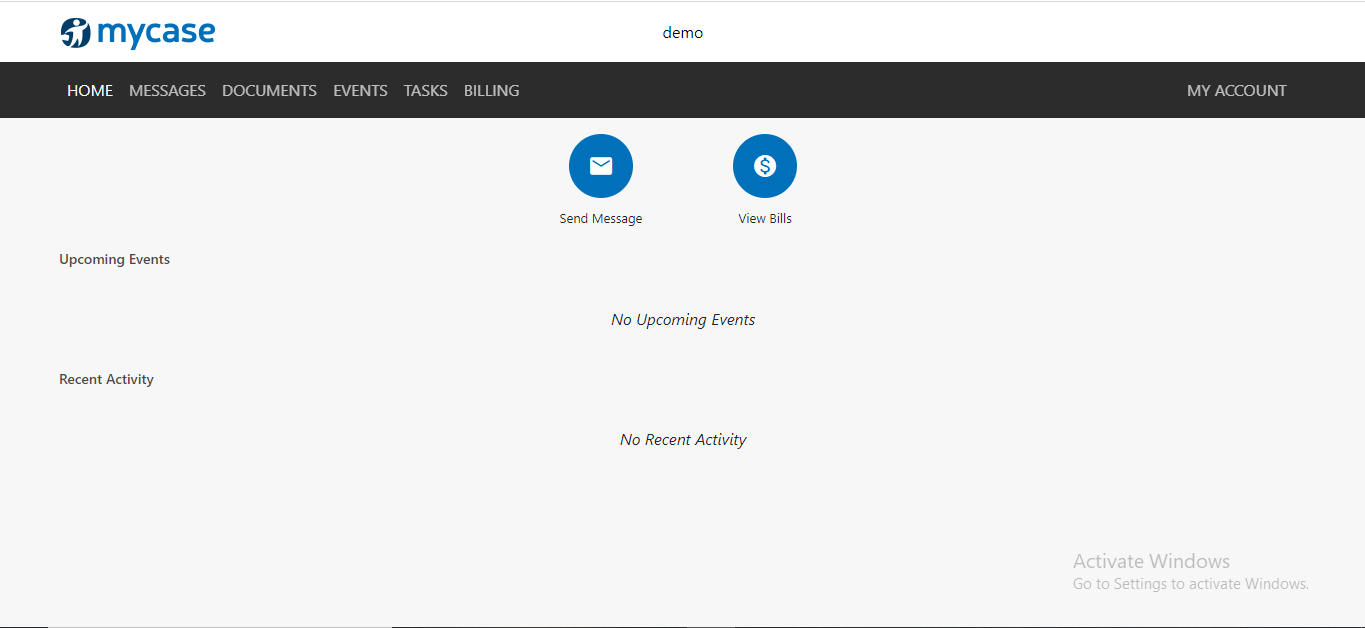 mycase
demo
HOME MESSAGES DOCUMENTS EVENTS TASKS BILLING MY ACCOUNT
Send Message View Bills
Upcoming Events
No Upcoming Events
Recent Activity
No Recent Activity
Activate Windows
Go to Settings to activate Windows.